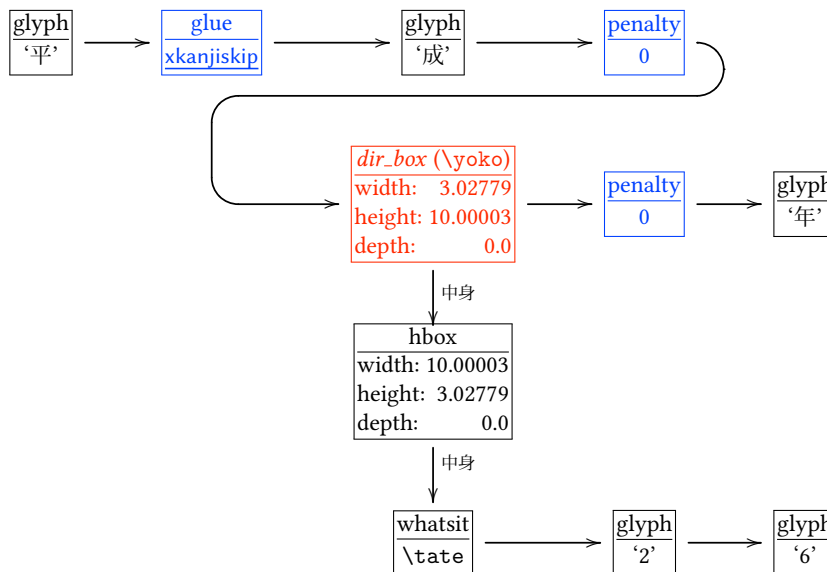 glyph
‘平’
glue
xkanjiskip
glyph
‘成’
penalty
0
dir_box (\yoko)
width: 3.02779
height: 10.00003
depth: 0.0
penalty
0
glyph
‘年’
中身
hbox
width: 10.00003
height: 3.02779
depth: 0.0
中身
whatsit
\tate
glyph
‘2’
glyph
‘6’